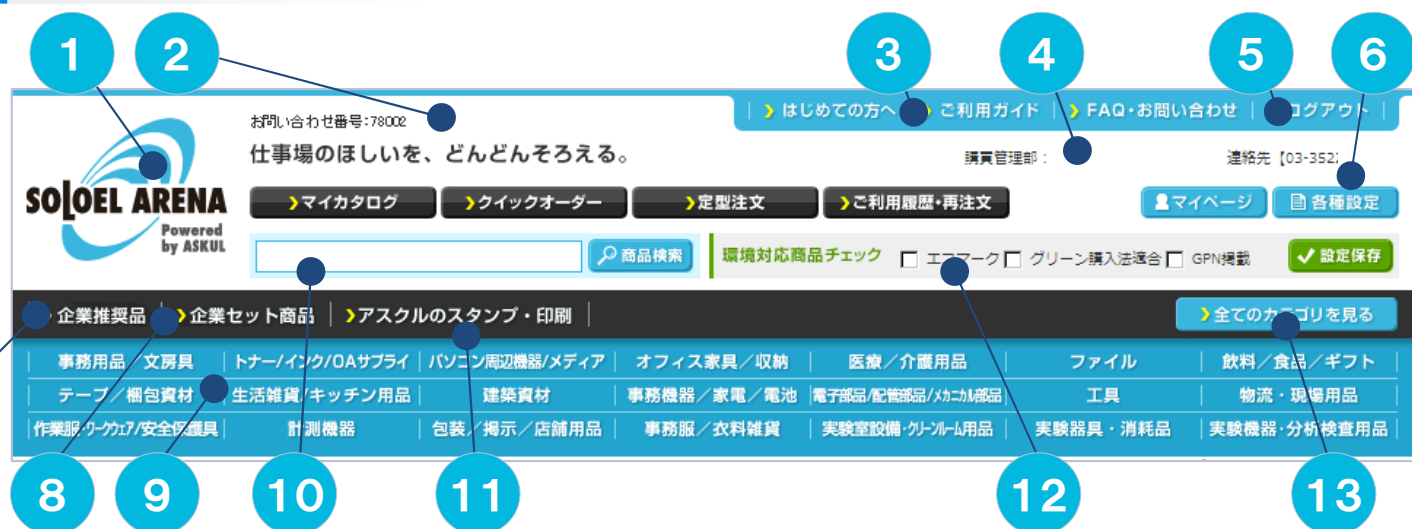 1 2 3 4 5 6
はじめての方へ ご利用ガイド FAQ・お問い合わせ ログアウト
お問い合わせ番号:78002
仕事場のほしいを、どんどんそろえる。
購買管理部: 連絡先【03-352
SOLOEL ARENA
Powered
by ASKUL
マイカタログ クイックオーダー 定型注文 ご利用履歴・再注文 マイページ 各種設定
商品検索 環境対応商品チェック エコマーク グリーン購入法適合 GPN掲載 設定保存
企業推奨品 企業セット商品 アスクルのスタンプ・印刷 全てのカテゴリを見る
事務用品/文房具 トナー/インク/OAサプライ パソコン周辺機器/メディア オフィス家具/収納 医療/介護用品 ファイル 飲料/食品/ギフト
テープ/梱包資材 生活雑貨/キッチン用品 建築資材 事務機器/家電/電池 電子部品/配管部品/メカニカル部品 工具 物流・現場用品
作業服・ワークウェア/安全保護具 計測機器 包装/掲示/店舗用品 事務服/衣料雑貨 実験室設備・クリーンルーム用品 実験器具・消耗品 実験機器・分析検査用品
8 9 10 11 12 13